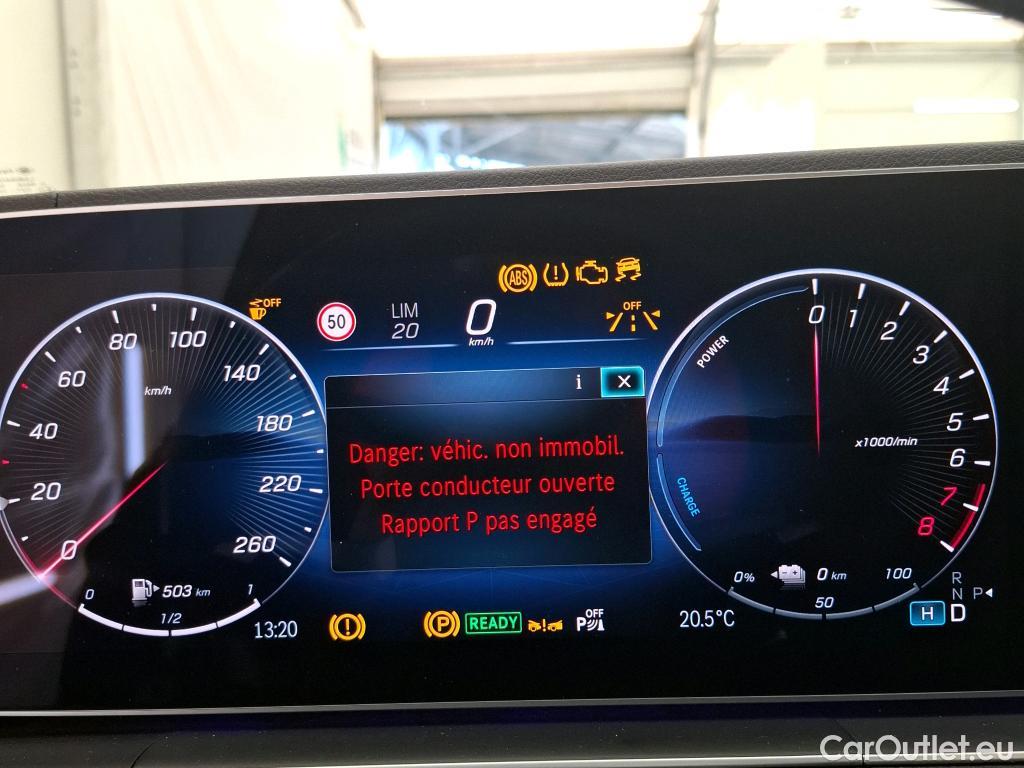 ABS
OFF
50
LIM
20
0
km/h
OFF
0 20 40 60 80 100 140 180 220 260
km/h
POWER
CHARGE
0 1 2 3 4 5 6 7 8
x1000/min
i
Danger: véhic. non immobil.
Porte conducteur ouverte
Rapport P pas engagé
0 1/2 1
503 km
0% 50 100
0 km
R
N P
D
H
13:20
P
READY
OFF
P
20.5°C
CarOutlet.eu